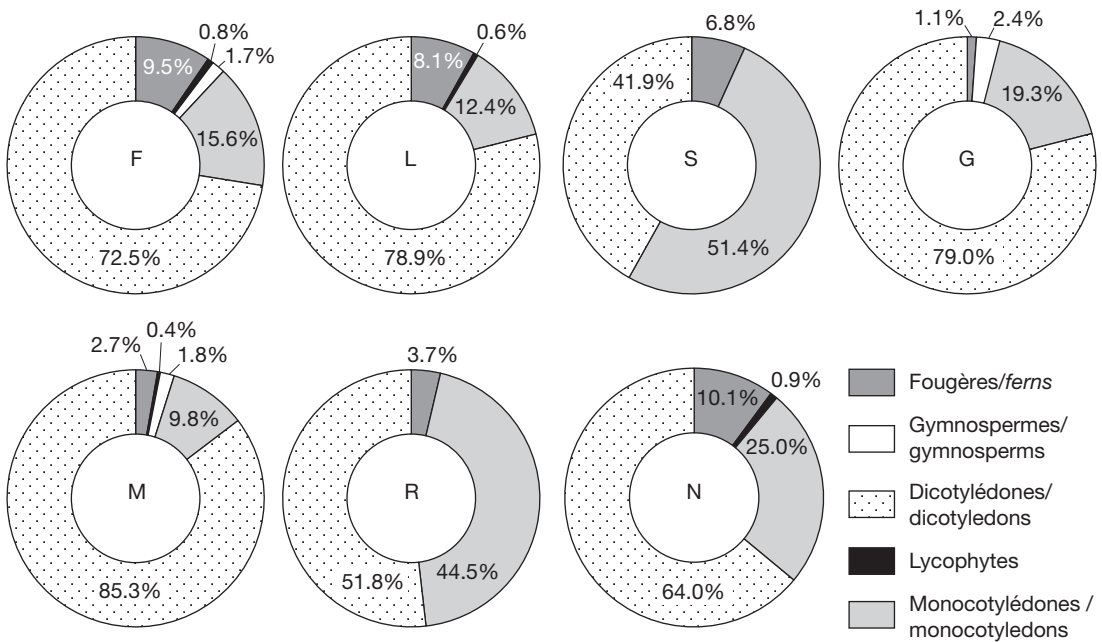 0.8%
1.7%
9.5%
15.6%
F
72.5%
0.6%
8.1%
12.4%
L
78.9%
6.8%
41.9%
S
51.4%
1.1%
2.4%
19.3%
G
79.0%
0.4%
2.7%
1.8%
9.8%
M
85.3%
3.7%
R
44.5%
51.8%
0.9%
10.1%
25.0%
N
64.0%
Fougères/ferns
Gymnospermes/
gymnosperms
Dicotylédones/
dicotyledons
Lycophytes
Monocotylédones /
monocotyledons